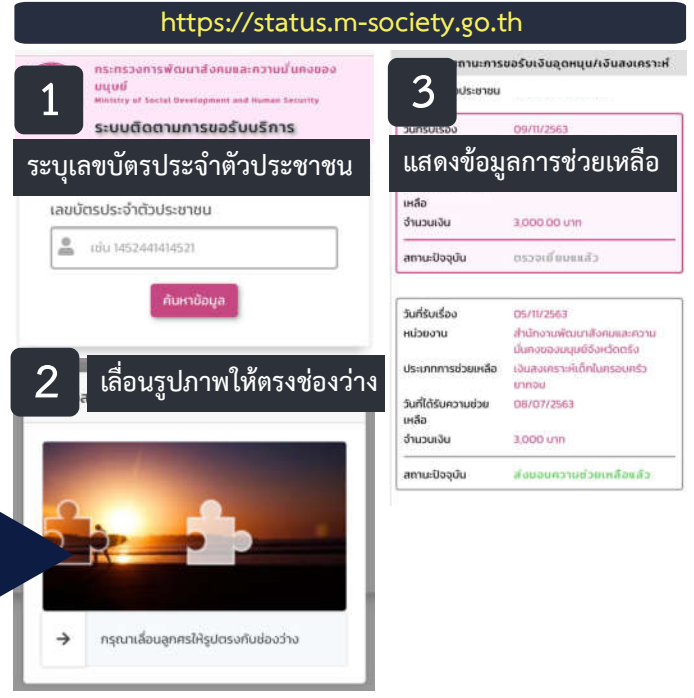 https://status.m-society.go.th
1
กระทรวงการพัฒนาสังคมและความมั่นคงของ
มนุษย์
Ministry of Social Development and Human Security
ระบบติดตามการขอรับบริการ
ระบุเลขบัตรประจำตัวประชาชน
เลขบัตรประจำตัวประชาชน
เช่น 1452441414521
ค้นหาข้อมูล
2
เลื่อนรูปภาพให้ตรงช่องว่าง
กรุณาเลื่อนลูกศรให้รูปตรงกับช่องว่าง
3
านะการขอรับเงินอุดหนุน/เงินสงเคราะห์
ประชาชน
วันที่รับเรื่อง 09/11/2563
แสดงข้อมูลการช่วยเหลือ
เหลือ
จำนวนเงิน 3,000.00 บาท
สถานะปัจจุบัน ตรวจเยี่ยมแล้ว
วันที่รับเรื่อง 05/11/2563
หน่วยงาน สำนักงานพัฒนาสังคมและความ
มั่นคงของมนุษย์จังหวัดตรัง
ประเภทการช่วยเหลือ เงินสงเคราะห์เด็กในครอบครัว
ยากจน
วันที่ได้รับความช่วย 08/07/2563
เหลือ
จำนวนเงิน 3,000 บาท
สถานะปัจจุบัน ส่งมอบความช่วยเหลือแล้ว